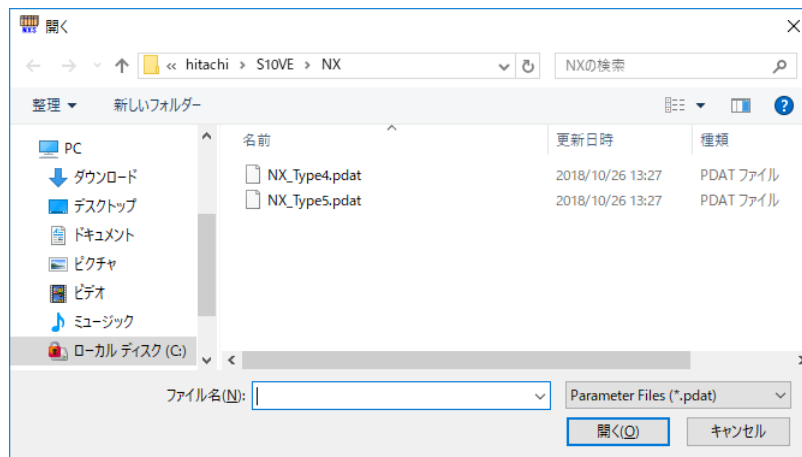 NXS 開く
« hitachi › S10VE › NX NXの検索
整理 新しいフォルダー ?
名前 更新日時 種類
PC
ダウンロード
デスクトップ
ドキュメント
ピクチャ
ビデオ
ミュージック
ローカル ディスク (C:)
NX_Type4.pdat 2018/10/26 13:27 PDAT ファイル
NX_Type5.pdat 2018/10/26 13:27 PDAT ファイル
ファイル名(N): Parameter Files (*.pdat)
開く(O) キャンセル